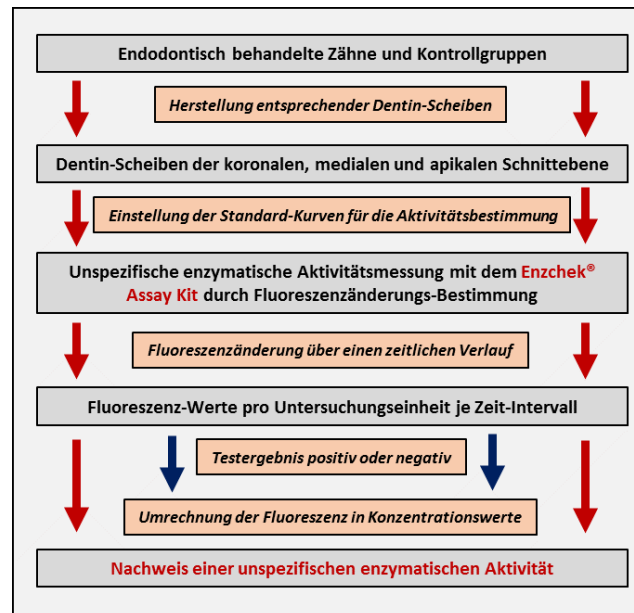 Endodontisch behandelte Zähne und Kontrollgruppen
Herstellung entsprechender Dentin-Scheiben
Dentin-Scheiben der koronalen, medialen und apikalen Schnittebene
Einstellung der Standard-Kurven für die Aktivitätsbestimmung
Unspezifische enzymatische Aktivitätsmessung mit dem Enzchek®
Assay Kit durch Fluoreszenzänderungs-Bestimmung
Fluoreszenzänderung über einen zeitlichen Verlauf
Fluoreszenz-Werte pro Untersuchungseinheit je Zeit-Intervall
Testergebnis positiv oder negativ
Umrechnung der Fluoreszenz in Konzentrationswerte
Nachweis einer unspezifischen enzymatischen Aktivität